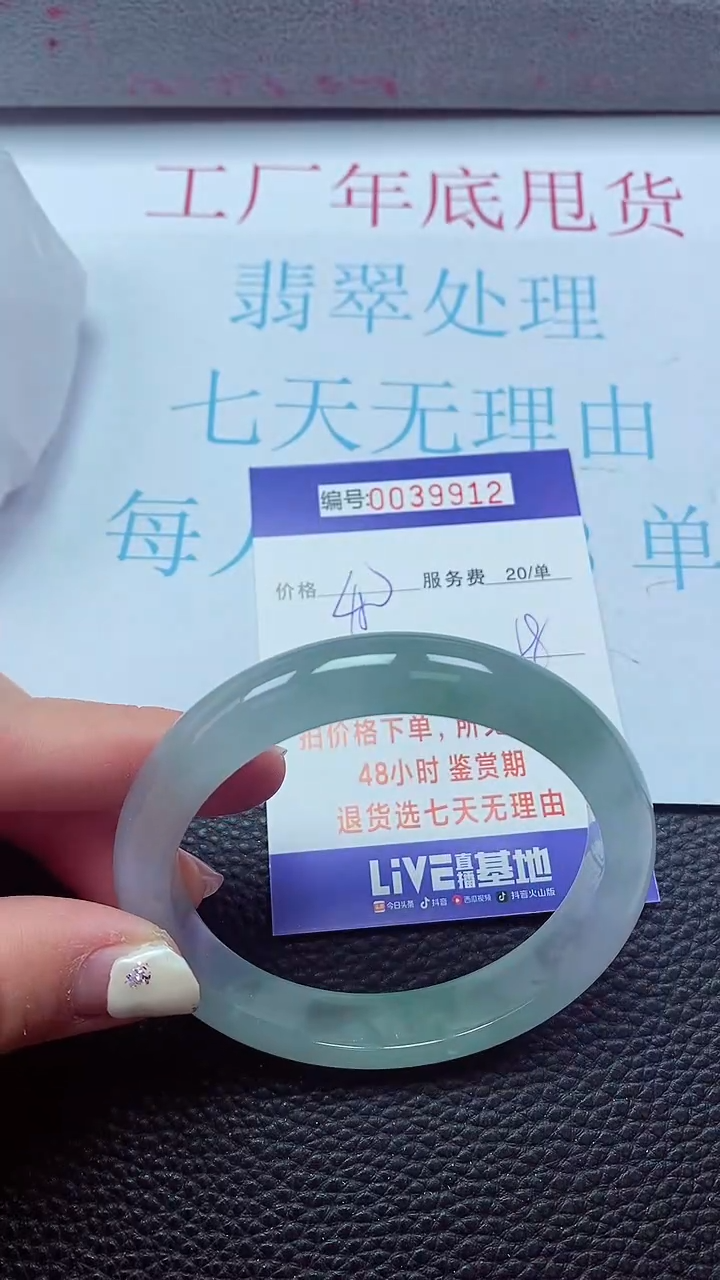 工厂年底甩货
翡翠处理
七天无理由
每 单
编号:0039912
价格 服务费 20/单
拍价格下单，所
48小时 鉴赏期
退货选七天无理由
LiVE直播基地
今日头条 抖音 西瓜视频 抖音火山版